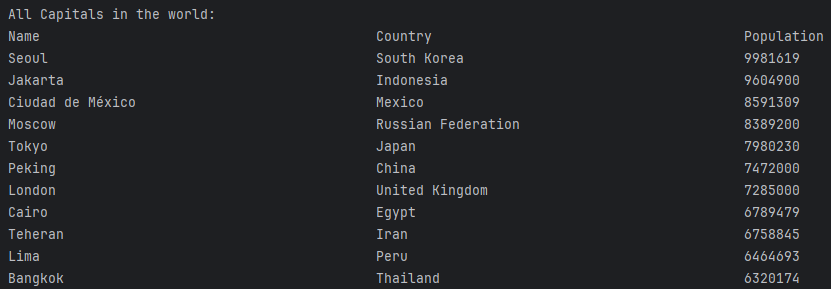 All Capitals in the world:
Name Country Population
Seoul South Korea 9981619
Jakarta Indonesia 9604900
Ciudad de México Mexico 8591309
Moscow Russian Federation 8389200
Tokyo Japan 7980230
Peking China 7472000
London United Kingdom 7285000
Cairo Egypt 6789479
Teheran Iran 6758845
Lima Peru 6464693
Bangkok Thailand 6320174